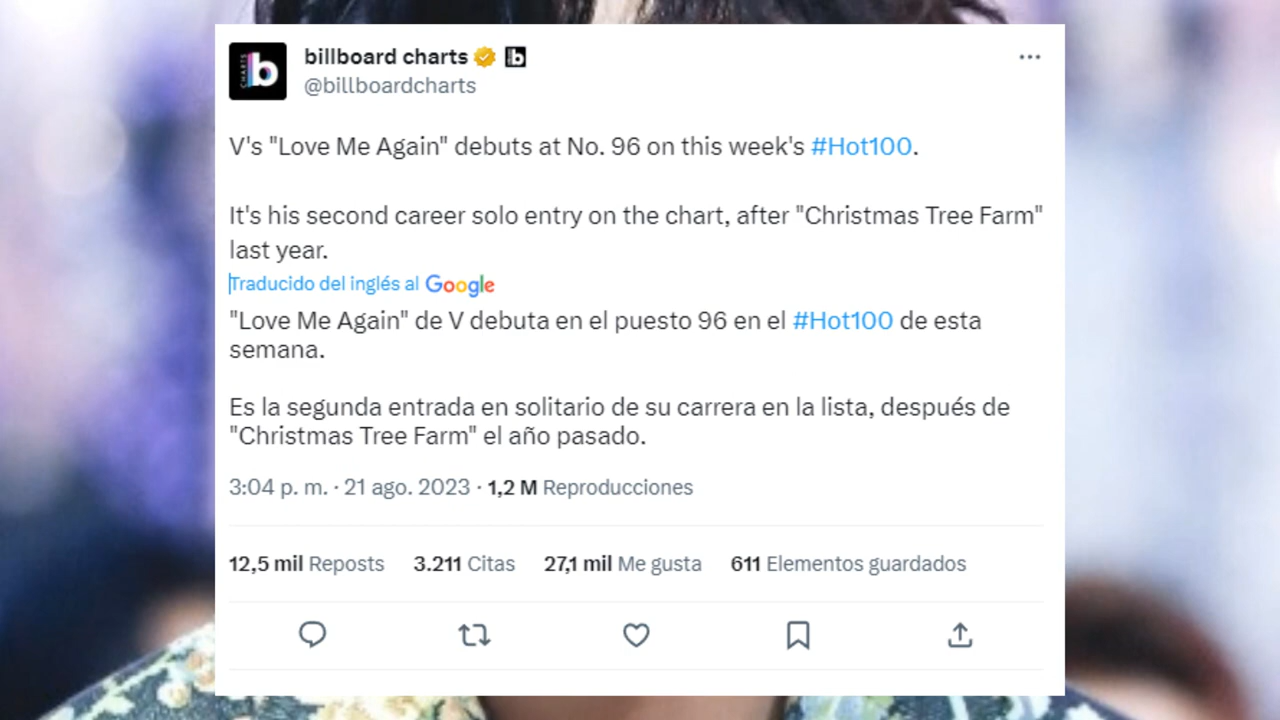 billboard charts
@billboardcharts
V's "Love Me Again" debuts at No. 96 on this week's #Hot100.
It's his second career solo entry on the chart, after "Christmas Tree Farm"
last year.
Traducido del inglés al Google
"Love Me Again" de V debuta en el puesto 96 en el #Hot100 de esta
semana.
Es la segunda entrada en solitario de su carrera en la lista, después de
"Christmas Tree Farm" el año pasado.
3:04 p. m. · 21 ago. 2023 · 1,2 M Reproducciones
12,5 mil Reposts 3.211 Citas 27,1 mil Me gusta 611 Elementos guardados